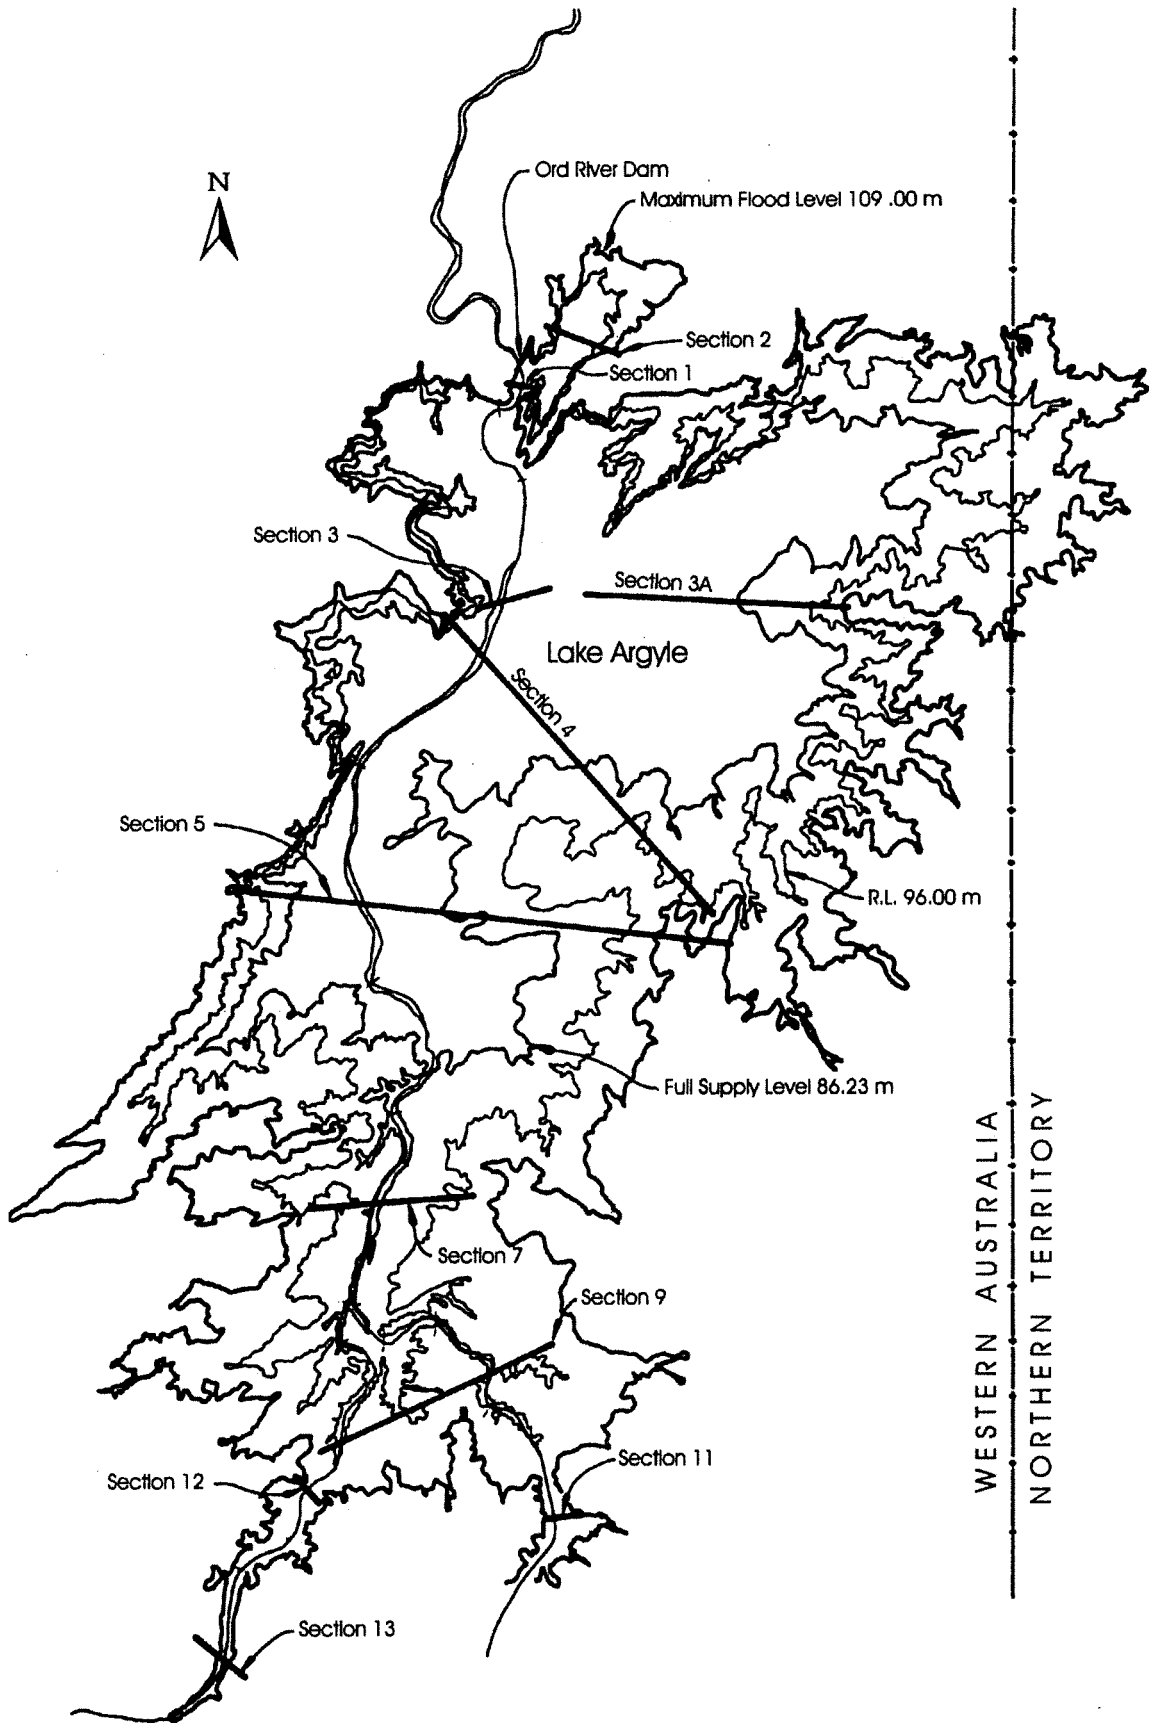 Ord River Dam
N
Maximum Flood Level 109 .00 m
Section 2
Section 1
Section 3
Section 3A
Lake Argyle
Section 4
Section 5
R.L. 96.00 m
Full Supply Level 86.23 m
WESTERN AUSTRALIA
NORTHERN TERRITORY
Section 7
Section 9
Section 11
Section 12
Section 13